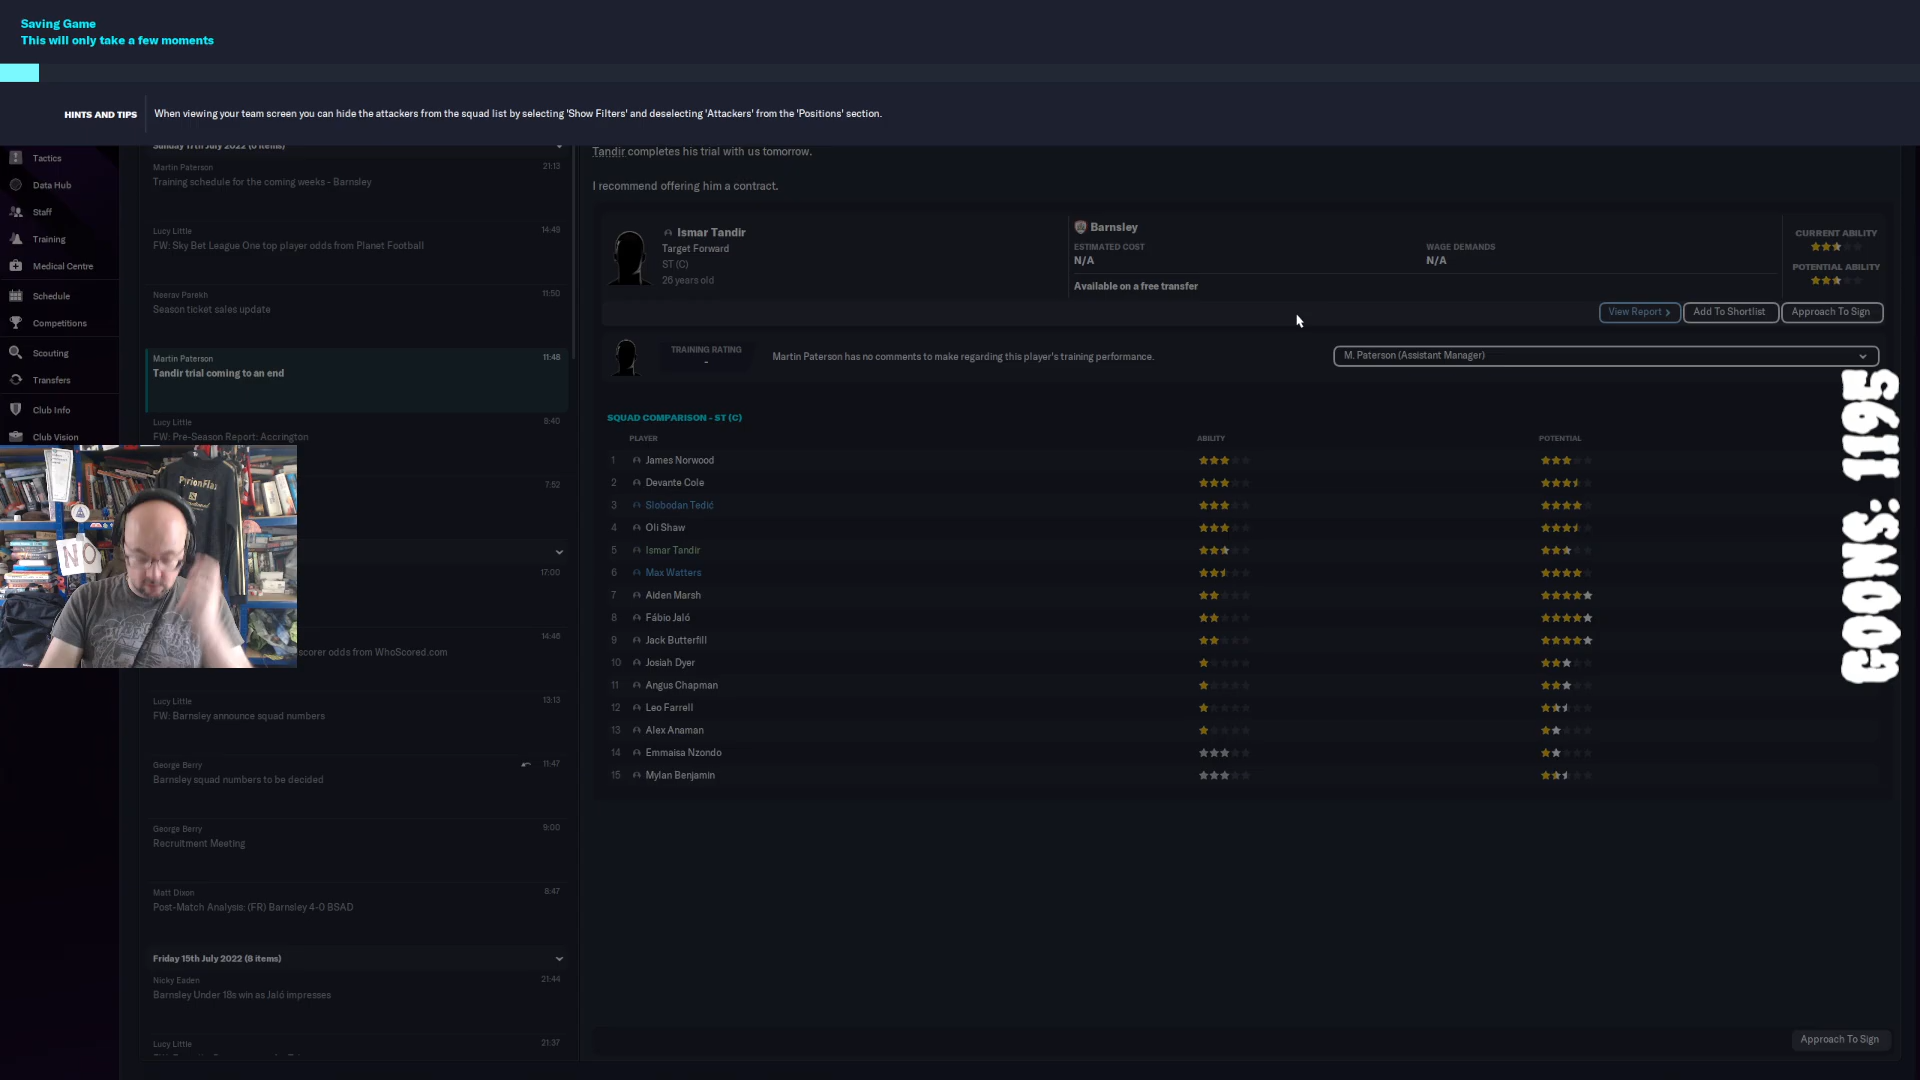 Saving Game
This will only take a few moments
HINTS AND TIPS
When viewing your team screen you can hide the attackers from the squad list by selecting 'Show Filters' and deselecting 'Attackers' from the 'Positions' section.
Tactics
Data Hub
Staff
Training
Medical Centre
Schedule
Competitions
Scouting
Transfers
Club Info
Club Vision
Sunday 17th July 2022
Martin Paterson 21:13
Training schedule for the coming weeks - Barnsley
Lucy Little 14:49
FW: Sky Bet League One top player odds from Planet Football
Neerav Parekh 11:50
Season ticket sales update
Martin Paterson 11:48
Tandir trial coming to an end
Lucy Little 8:40
FW: Pre-Season Report: Accrington
7:52
17:00
14:46
scorer odds from WhoScored.com
Lucy Little 13:13
FW: Barnsley announce squad numbers
George Berry 11:47
Barnsley squad numbers to be decided
George Berry 9:00
Recruitment Meeting
Matt Dixon 8:47
Post-Match Analysis: (FR) Barnsley 4-0 BSAD
Friday 15th July 2022 (8 items)
Nicky Eaden 21:44
Barnsley Under 18s win as Jaló impresses
Lucy Little 21:37
Tandir completes his trial with us tomorrow.
I recommend offering him a contract.
Ismar Tandir
Target Forward
ST (C)
26 years old
Barnsley
ESTIMATED COST
N/A
WAGE DEMANDS
N/A
Available on a free transfer
CURRENT ABILITY
POTENTIAL ABILITY
View Report >
Add To Shortlist
Approach To Sign
TRAINING RATING
-
Martin Paterson has no comments to make regarding this player's training performance.
M. Paterson (Assistant Manager)
SQUAD COMPARISON - ST (C)
PLAYER ABILITY POTENTIAL
1 James Norwood
2 Devante Cole
3 Slobodan Tedić
4 Oli Shaw
5 Ismar Tandir
6 Max Watters
7 Aiden Marsh
8 Fábio Jaló
9 Jack Butterfill
10 Josiah Dyer
11 Angus Chapman
12 Leo Farrell
13 Alex Anaman
14 Emmaisa Nzondo
15 Mylan Benjamin
Approach To Sign
GOONS: 1195
PyrionFlax
NO